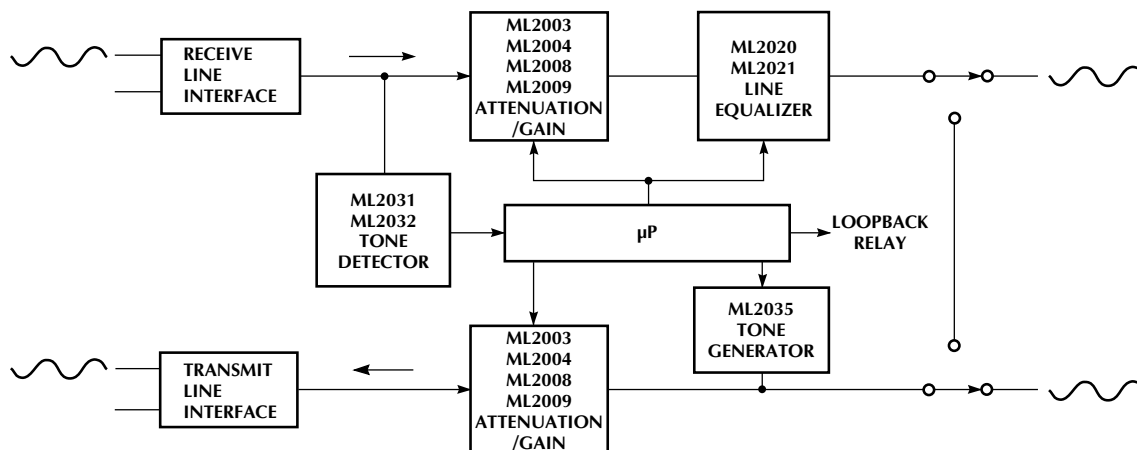 RECEIVE
LINE
INTERFACE
ML2003
ML2004
ML2008
ML2009
ATTENUATION
/GAIN
ML2020
ML2021
LINE
EQUALIZER
ML2031
ML2032
TONE
DETECTOR
µP
LOOPBACK
RELAY
TRANSMIT
LINE
INTERFACE
ML2003
ML2004
ML2008
ML2009
ATTENUATION
/GAIN
ML2035
TONE
GENERATOR